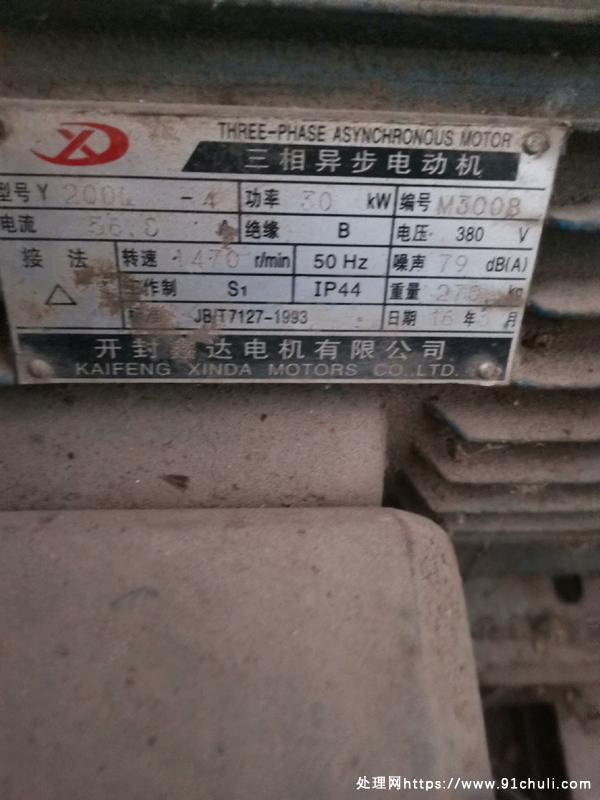 THREE-PHASE ASYNCHRONOUS MOTOR
三相异步电动机
型号 Y 200L -4 功率 30 kW 编号 M3008
电流 56.8 A 绝缘 B 电压 380 V
接法 转速 1470 r/min 50 Hz 噪声 79 dB(A)
△ 工作制 S1 IP44 重量 270 kg
JB/T7127-1993 日期 16 年 月
开封鑫达电机有限公司
KAIFENG XINDA MOTORS CO.,LTD.
处理网https://www.91chuli.com